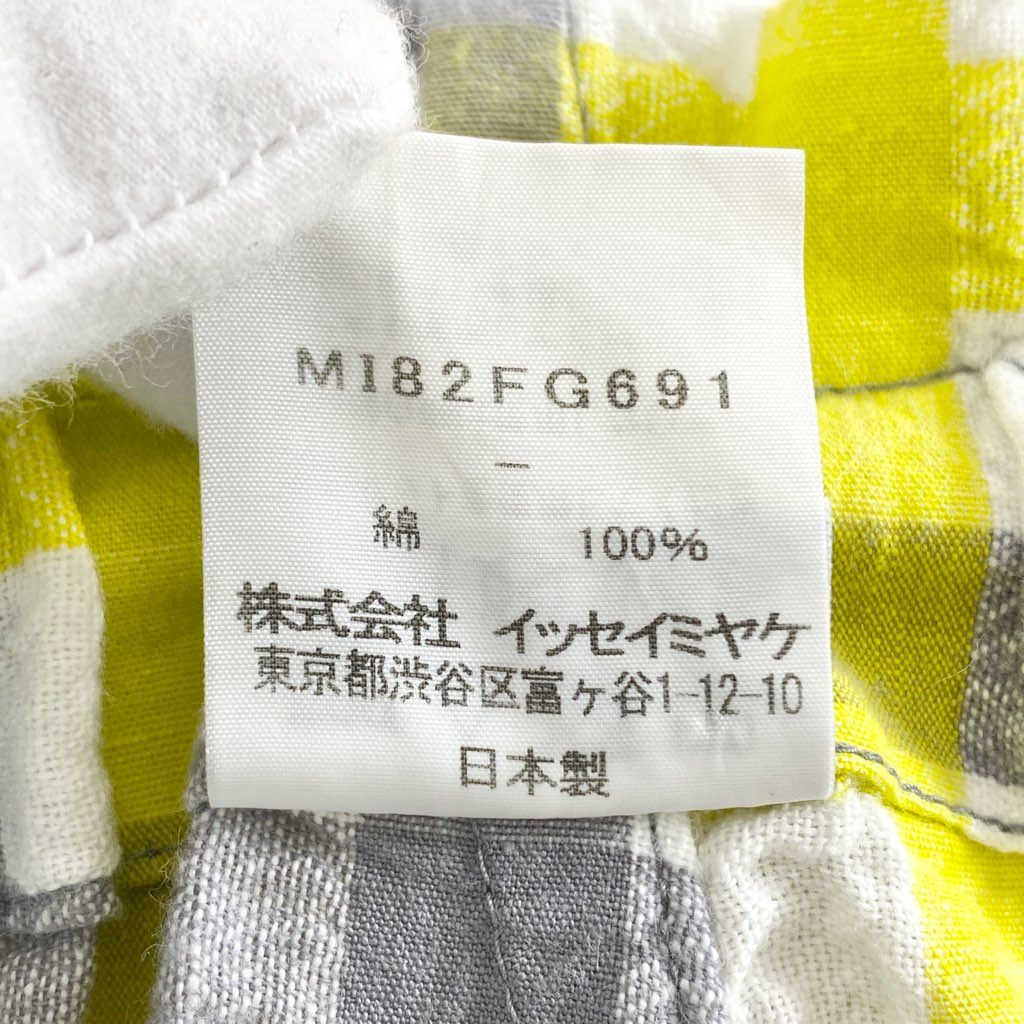 MI82FG691
—
綿 100%
株式会社 イッセイミヤケ
東京都渋谷区富ヶ谷1-12-10
日本製